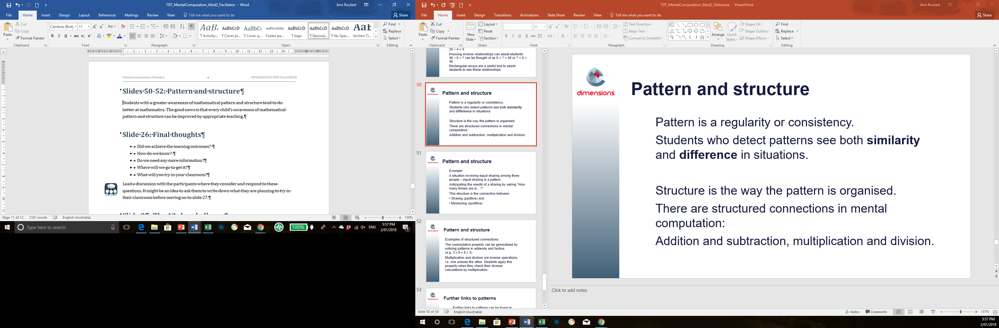 TDT_MentalComputation_Mod2_Facilitator - Word
Ann Ruckert
File Home Insert Design Layout References Mailings Review View Tell me what you want to do Share
Paste
Cut
Copy
Format Painter
Clipboard
Cambria (Body 11
Font
Paragraph
AaBl AaBbCcD AaBbCc AaBbCcDdEe AaBbCcD AaBbCcD AaBbCcD AaB
¶ Activity... ¶ Cover pi... ¶ Cover q... Footer pa... ¶ logo ¶ Normal... ¶ No Spac... Section Ti...
Styles
Find
Replace
Select
Editing
Mental·computation:·Module·1 INFORMATION·FOR·TEACHERS¶
Slides·50-52:·Pattern·and·structure¶
Students·with·a·greater·awareness·of·mathematical·pattern·and·structure·tend·to·do·
better·at·mathematics.·The·good·news·is·that·every·child's·awareness·of·mathematical·
pattern·and·structure·can·be·improved·by·appropriate·teaching.¶
Slide·26:·Final·thoughts¶
• Did·we·achieve·the·learning·outcomes?·¶
• How·do·we·know?·¶
• Do·we·need·any·more·information?¶
• Where·will·we·go·to·get·it?¶
• What·will·you·try·in·your·classroom?¶
Lead·a·discussion·with·the·participants·where·they·consider·and·respond·to·these·
questions.·It·might·be·an·idea·to·ask·them·to·write·down·what·they·are·planning·to·try·in·
their·classroom·before·moving·on·to·slide·27.¶
Page 11 of 12 2181 words English (Australia) 100%
Type here to search
100%
ENG
5:57 PM
2/01/2018
TDT_MentalComputation_Mod2_Slideshow - PowerPoint
Ann Ruckert
File Home Insert Design Transitions Animations Slide Show Review View Tell me what you want to do Share
Paste
Cut
Copy
Format Painter
Clipboard
New Slide
Layout
Reset
Section
Slides
22
Font
Text Direction
Align Text
Convert to SmartArt
Paragraph
Arrange
Quick Styles
Shape Fill
Shape Outline
Shape Effects
Drawing
Find
Replace
Select
Editing
20 ÷ 4 = 5.
Knowing inverse relationships can assist students:
48 ÷ 6 = ? can be thought of as 6 × ? = 48 or ? × 6 =
48.
Rectangular arrays are a useful tool to assist
students to see these relationships.
50
dimensions
Pattern and structure
Pattern is a regularity or consistency.
Students who detect patterns see both similarity
and difference in situations.
Structure is the way the pattern is organised.
There are structured connections in mental
computation:
Addition and subtraction, multiplication and division.
51
dimensions
Pattern and structure
Example:
A situation involving equal sharing among three
people – equal sharing is a pattern.
Anticipating the results of a sharing by asking "How
many threes are in…?"
This structure is the connection between:
• Sharing (partitive) and
• Measuring (quotitive).
52
dimensions
Pattern and structure
Examples of structured connections:
The commutative property can be generalised by
noticing patterns in addends and factors
(e.g. 3 x 8 = 8 x 3)
Multiplication and division are inverse operations,
i.e. one undoes the other. Students apply this
property when they check their division
calculations by multiplication.
53
dimensions
Further links to patterns
Further links to patterns can be found in
dimensions
Pattern and structure
Pattern is a regularity or consistency.
Students who detect patterns see both similarity
and difference in situations.
Structure is the way the pattern is organised.
There are structured connections in mental
computation:
Addition and subtraction, multiplication and division.
Click to add notes
Slide 50 of 55 English (Australia) Notes Comments 137%
5:57 PM
2/01/2018